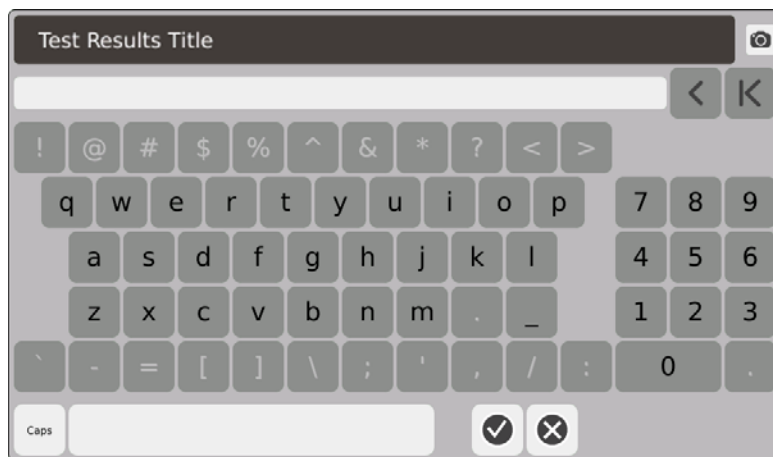 Test Results Title
! @ # $ % ^ & * ? < >
q w e r t y u i o p 7 8 9
a s d f g h j k l 4 5 6
z x c v b n m . _ 1 2 3
` - = [ ] \ ; ' , / : 0 .
Caps